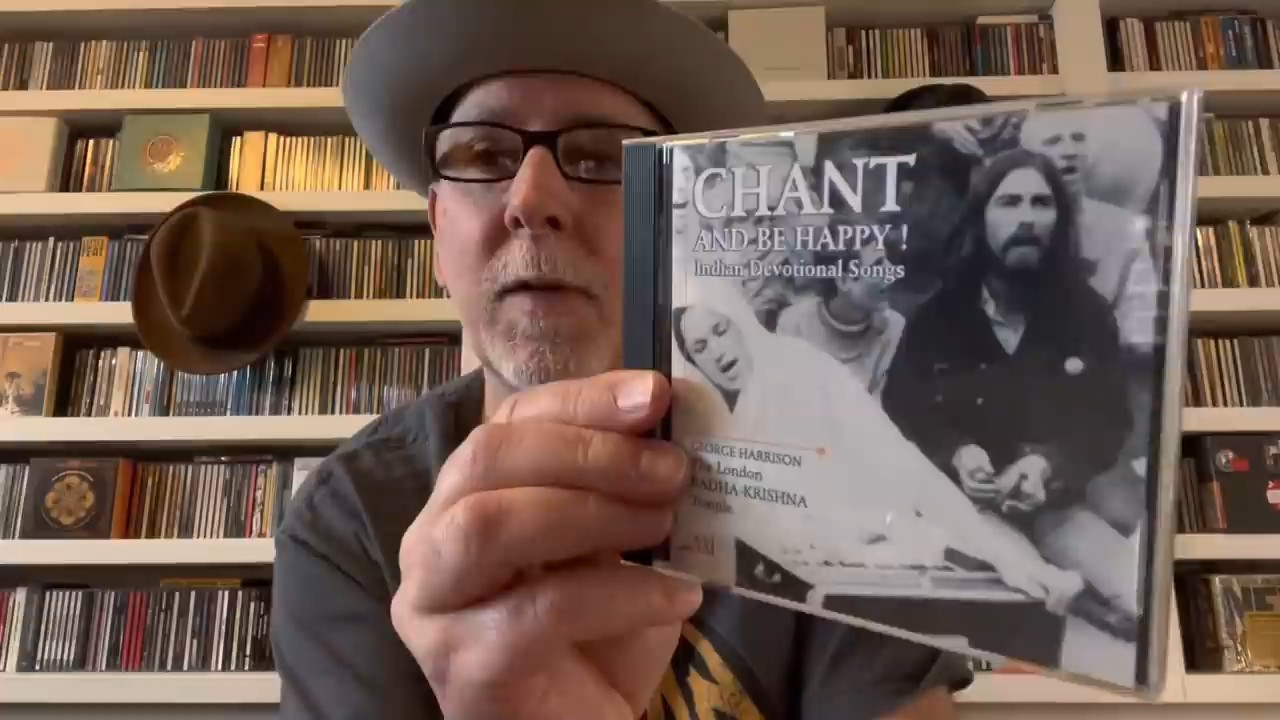 CHANT
AND BE HAPPY !
Indian Devotional Songs
GEORGE HARRISON
The London
RADHA-KRISHNA
Temple